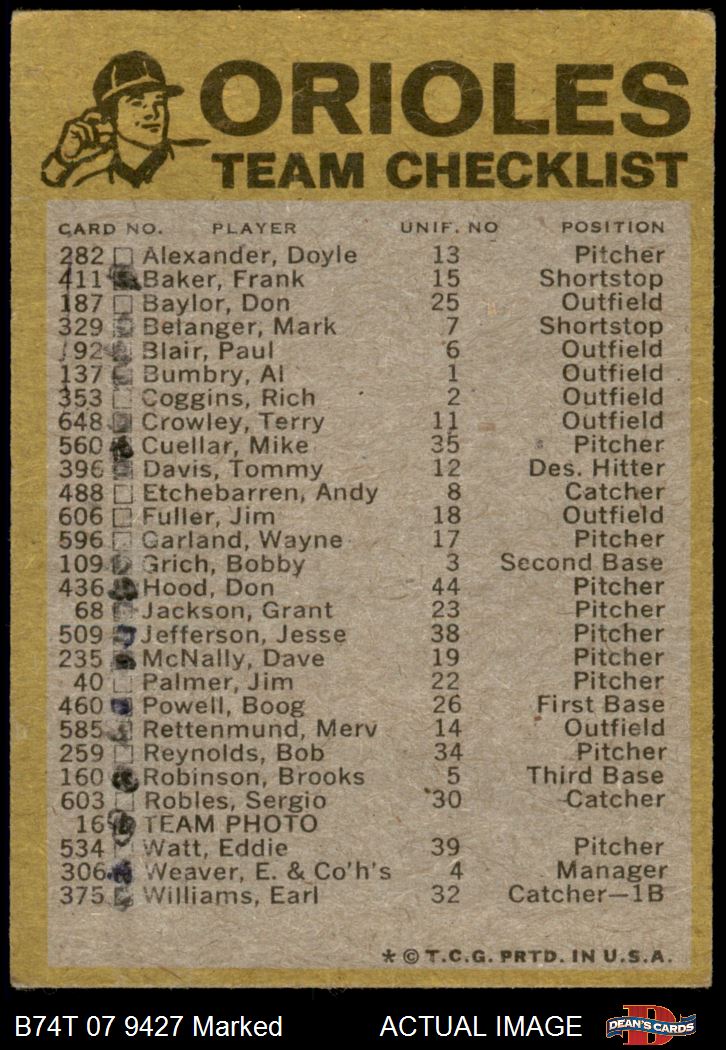 ORIOLES
TEAM CHECKLIST
CARD NO. PLAYER UNIF. NO POSITION
282 Alexander, Doyle 13 Pitcher
411 Baker, Frank 15 Shortstop
187 Baylor, Don 25 Outfield
329 Belanger, Mark 7 Shortstop
92 Blair, Paul 6 Outfield
137 Bumbry, Al 1 Outfield
353 Coggins, Rich 2 Outfield
648 Crowley, Terry 11 Outfield
560 Cuellar, Mike 35 Pitcher
396 Davis, Tommy 12 Des. Hitter
488 Etchebarren, Andy 8 Catcher
606 Fuller, Jim 18 Outfield
596 Garland, Wayne 17 Pitcher
109 Grich, Bobby 3 Second Base
436 Hood, Don 44 Pitcher
68 Jackson, Grant 23 Pitcher
509 Jefferson, Jesse 38 Pitcher
235 McNally, Dave 19 Pitcher
40 Palmer, Jim 22 Pitcher
460 Powell, Boog 26 First Base
585 Rettenmund, Merv 14 Outfield
259 Reynolds, Bob 34 Pitcher
160 Robinson, Brooks 5 Third Base
603 Robles, Sergio 30 Catcher
16 TEAM PHOTO
534 Watt, Eddie 39 Pitcher
306 Weaver, E. & Co'h's 4 Manager
375 Williams, Earl 32 Catcher—1B
* © T.C.G. PRTD. IN U.S.A.
B74T 07 9427 Marked ACTUAL IMAGE DEAN'S CARDS